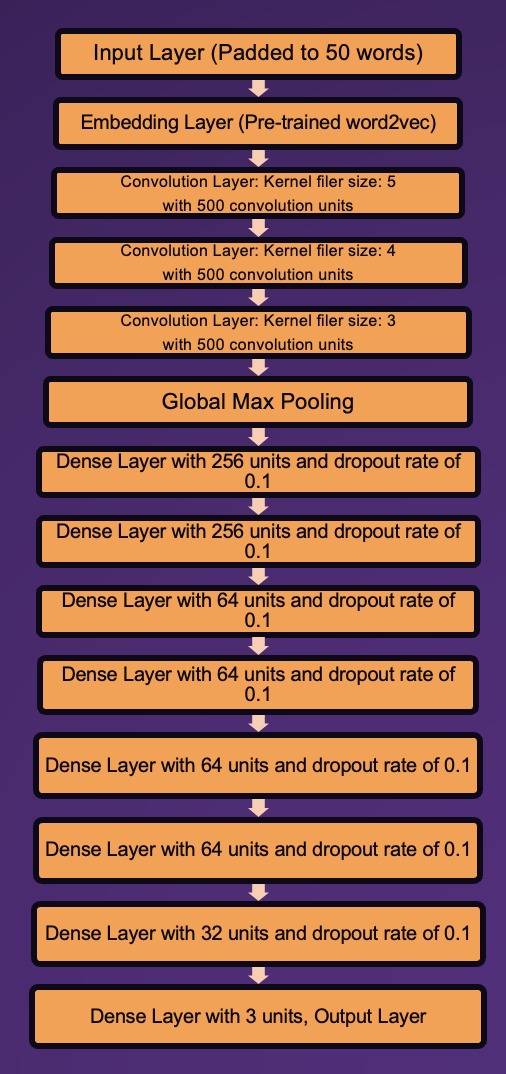 Input Layer (Padded to 50 words)
Embedding Layer (Pre-trained word2vec)
Convolution Layer: Kernel filer size: 5
with 500 convolution units
Convolution Layer: Kernel filer size: 4
with 500 convolution units
Convolution Layer: Kernel filer size: 3
with 500 convolution units
Global Max Pooling
Dense Layer with 256 units and dropout rate of
0.1
Dense Layer with 256 units and dropout rate of
0.1
Dense Layer with 64 units and dropout rate of
0.1
Dense Layer with 64 units and dropout rate of
0.1
Dense Layer with 64 units and dropout rate of 0.1
Dense Layer with 64 units and dropout rate of 0.1
Dense Layer with 32 units and dropout rate of 0.1
Dense Layer with 3 units, Output Layer